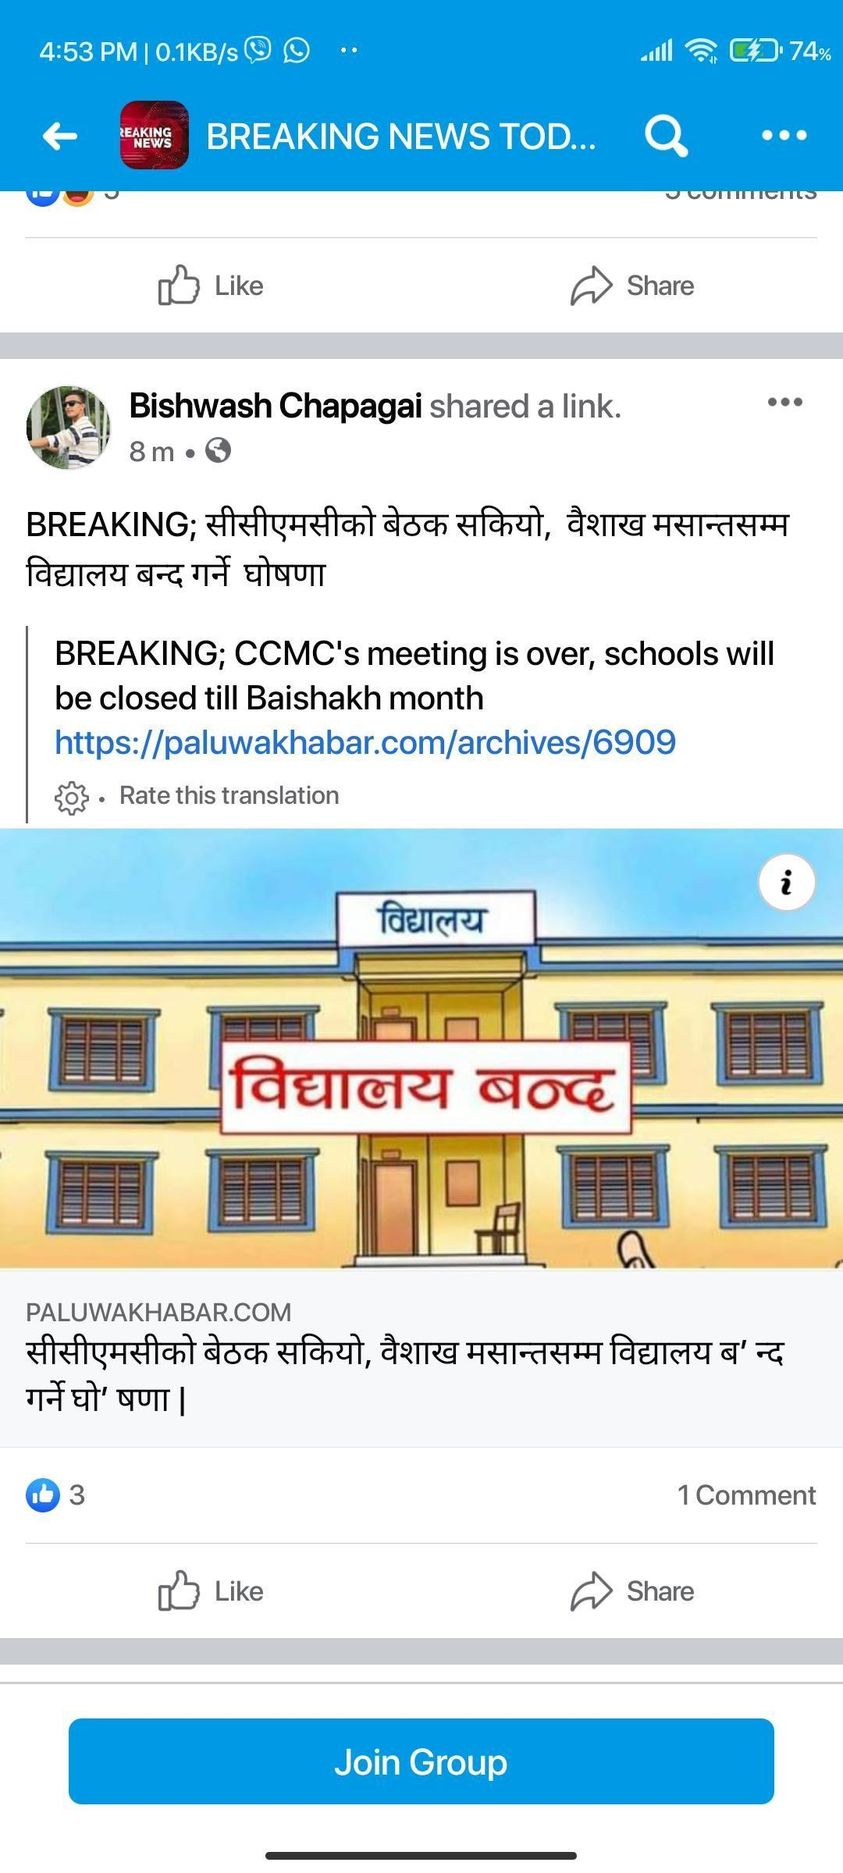 4:53 PM | 0.1KB/s
74%
REAKING
NEWS
BREAKING NEWS TOD...
5 comments
Like
Share
Bishwash Chapagai shared a link.
8 m
BREAKING; सीसीएमसीको बेठक सकियो, वैशाख मसान्तसम्म
विद्यालय बन्द गर्ने घोषणा
BREAKING; CCMC's meeting is over, schools will
be closed till Baishakh month
https://paluwakhabar.com/archives/6909
Rate this translation
i
विद्यालय
विद्यालय बन्द
PALUWAKHABAR.COM
सीसीएमसीको बेठक सकियो, वैशाख मसान्तसम्म विद्यालय ब’ न्द
गर्ने घो’ षणा |
3
1 Comment
Like
Share
Join Group